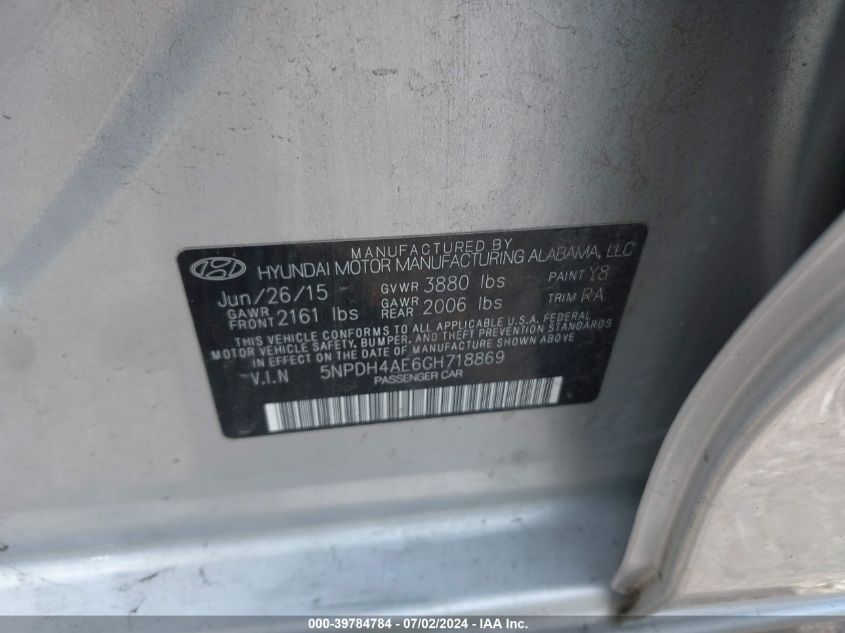 MANUFACTURED BY
HYUNDAI MOTOR MANUFACTURING ALABAMA, LLC
Jun/26/15 GVWR 3880 lbs PAINT Y8
GAWR FRONT 2161 lbs GAWR REAR 2006 lbs TRIM RA
THIS VEHICLE CONFORMS TO ALL APPLICABLE U.S.A. FEDERAL
MOTOR VEHICLE SAFETY, BUMPER, AND THEFT PREVENTION STANDARDS
IN EFFECT ON THE DATE OF MANUFACTURE SHOWN ABOVE.
V.I.N 5NPDH4AE6GH718869
PASSENGER CAR
000-39784784 - 07/02/2024 - IAA Inc.